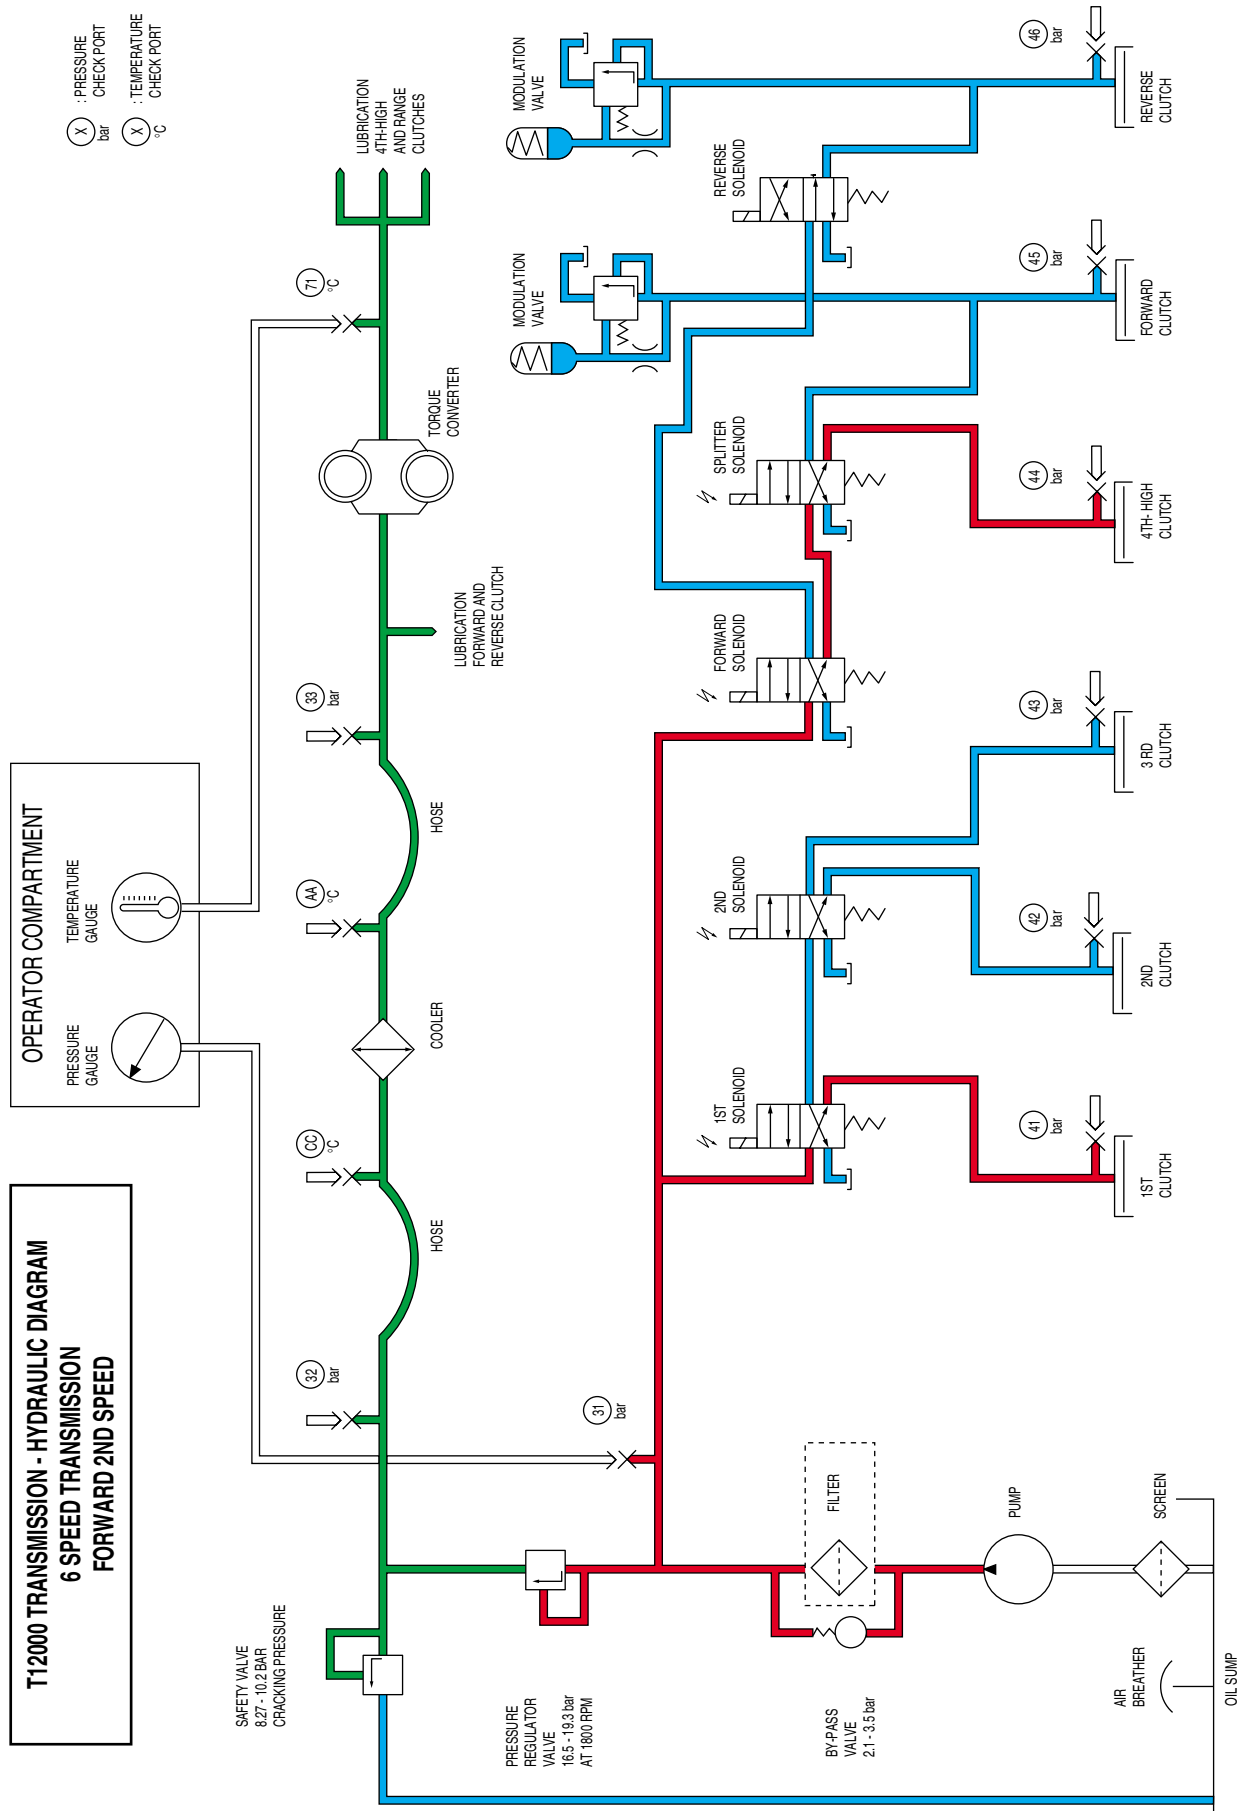 T12000 TRANSMISSION - HYDRAULIC DIAGRAM
6 SPEED TRANSMISSION
FORWARD 2ND SPEED
OPERATOR COMPARTMENT
PRESSURE
GAUGE
TEMPERATURE
GAUGE
X
bar
: PRESSURE
CHECK PORT
X
°C
: TEMPERATURE
CHECK PORT
SAFETY VALVE
8.27 - 10.2 BAR
CRACKING PRESSURE
32
bar
HOSE
CC
°C
COOLER
AA
°C
HOSE
33
bar
LUBRICATION
FORWARD AND
REVERSE CLUTCH
TORQUE
CONVERTER
71
°C
LUBRICATION
4TH-HIGH
AND RANGE
CLUTCHES
PRESSURE
REGULATOR
VALVE
16.5 - 19.3 bar
AT 1800 RPM
31
bar
MODULATION
VALVE
MODULATION
VALVE
BY-PASS
VALVE
2.1 - 3.5 bar
FILTER
1ST
SOLENOID
2ND
SOLENOID
FORWARD
SOLENOID
SPLITTER
SOLENOID
REVERSE
SOLENOID
PUMP
41
bar
42
bar
43
bar
44
bar
45
bar
46
bar
AIR
BREATHER
SCREEN
1ST
CLUTCH
2ND
CLUTCH
3 RD
CLUTCH
4TH- HIGH
CLUTCH
FORWARD
CLUTCH
REVERSE
CLUTCH
OIL SUMP